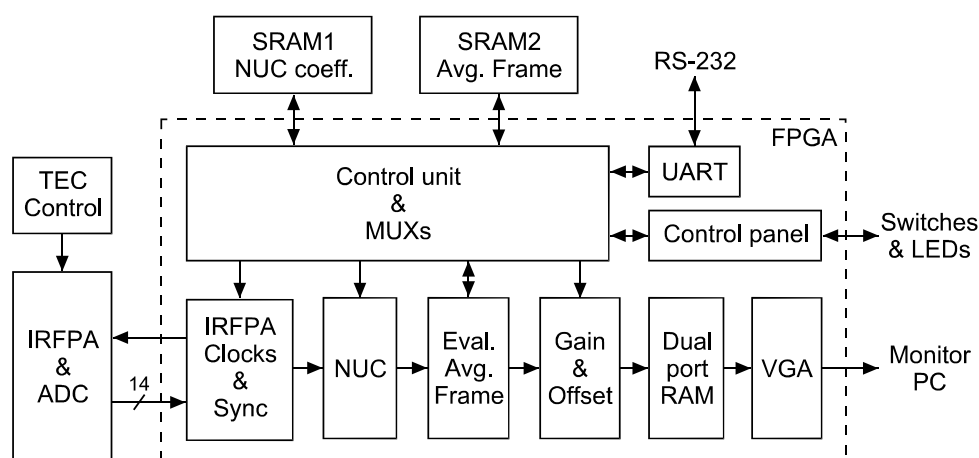 SRAM1
NUC coeff.
SRAM2
Avg. Frame
RS-232
FPGA
TEC
Control
Control unit
&
MUXs
UART
Control panel
Switches
& LEDs
IRFPA
&
ADC
14
IRFPA
Clocks
&
Sync
NUC
Eval.
Avg.
Frame
Gain
&
Offset
Dual
port
RAM
VGA
Monitor
PC